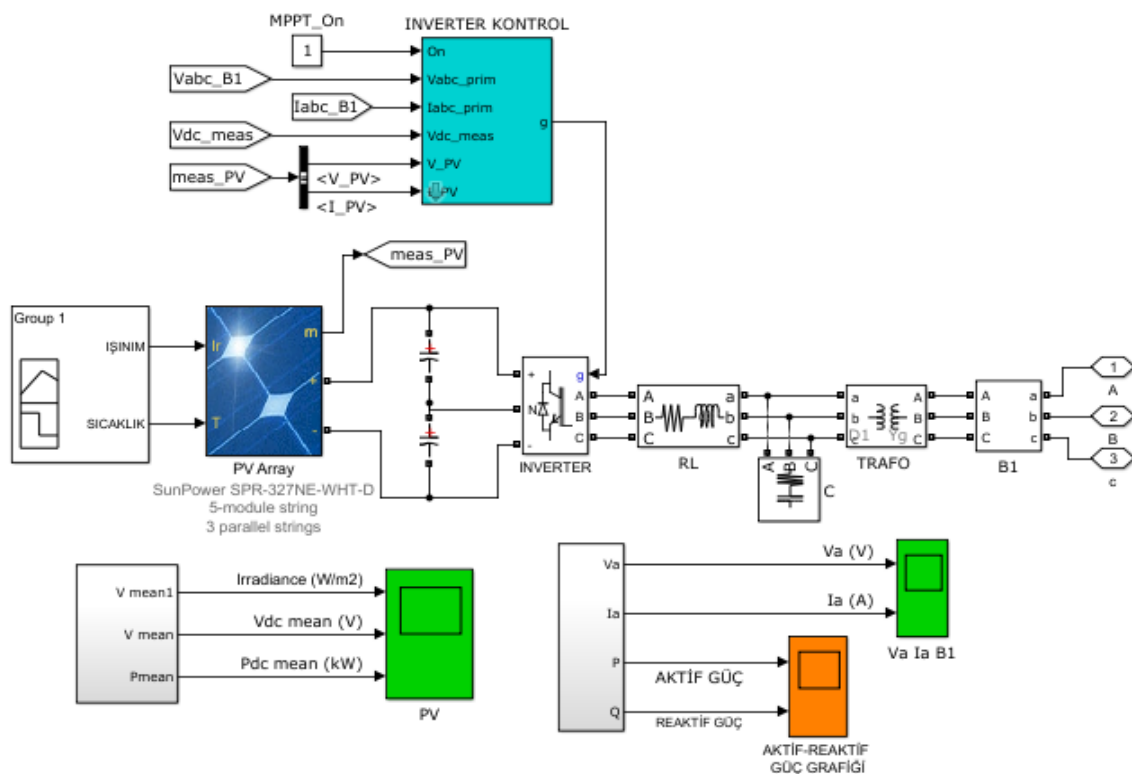 MPPT_On
INVERTER KONTROL
1
On
Vabc_B1
Vabc_prim
Iabc_B1
Iabc_prim
g
Vdc_meas
Vdc_meas
meas_PV
V_PV
<V_PV>
<I_PV>
meas_PV
Group 1
IŞINIM
SICAKLIK
Ir
T
m
+
-
PV Array
SunPower SPR-327NE-WHT-D
5-module string
3 parallel strings
+
N
-
g
A
B
C
INVERTER
A
B
C
a
b
c
RL
A
B
C
C
a
b
A
B
C
D1 Yg
TRAFO
A
B
C
a
b
c
B1
1
A
2
B
3
c
V mean1
V mean
Pmean
Irradiance (W/m2)
Vdc mean (V)
Pdc mean (kW)
PV
Va
Ia
P
Q
Va (V)
Ia (A)
Va Ia B1
AKTİF GÜÇ
REAKTİF GÜÇ
AKTİF-REAKTİF
GÜÇ GRAFİĞİ